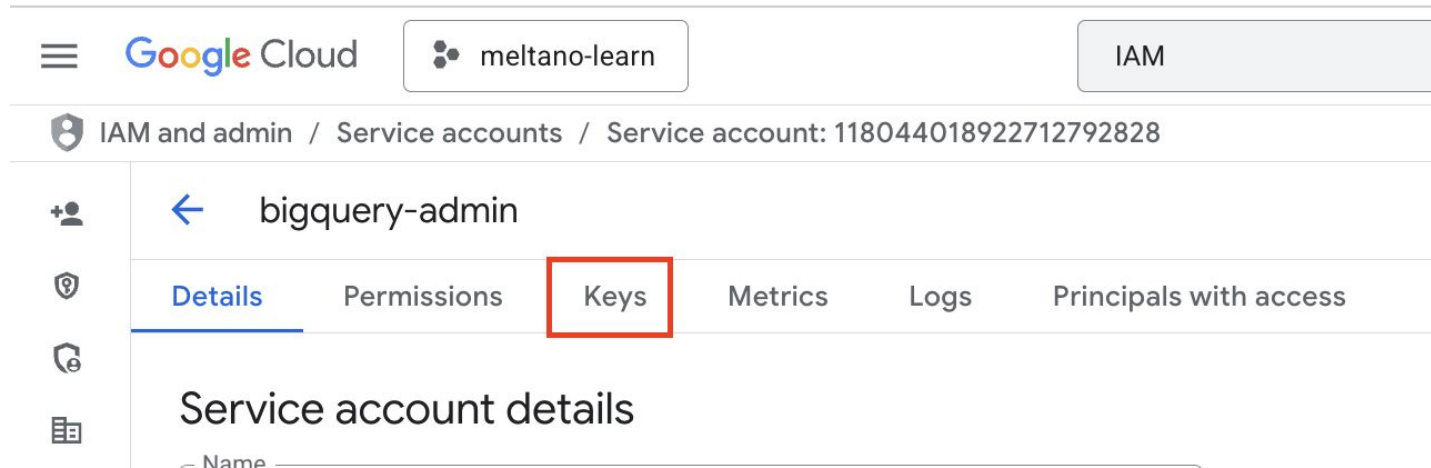 Google Cloud meltano-learn IAM
IAM and admin / Service accounts / Service account: 118044018922712792828
bigquery-admin
Details Permissions Keys Metrics Logs Principals with access
Service account details
Name